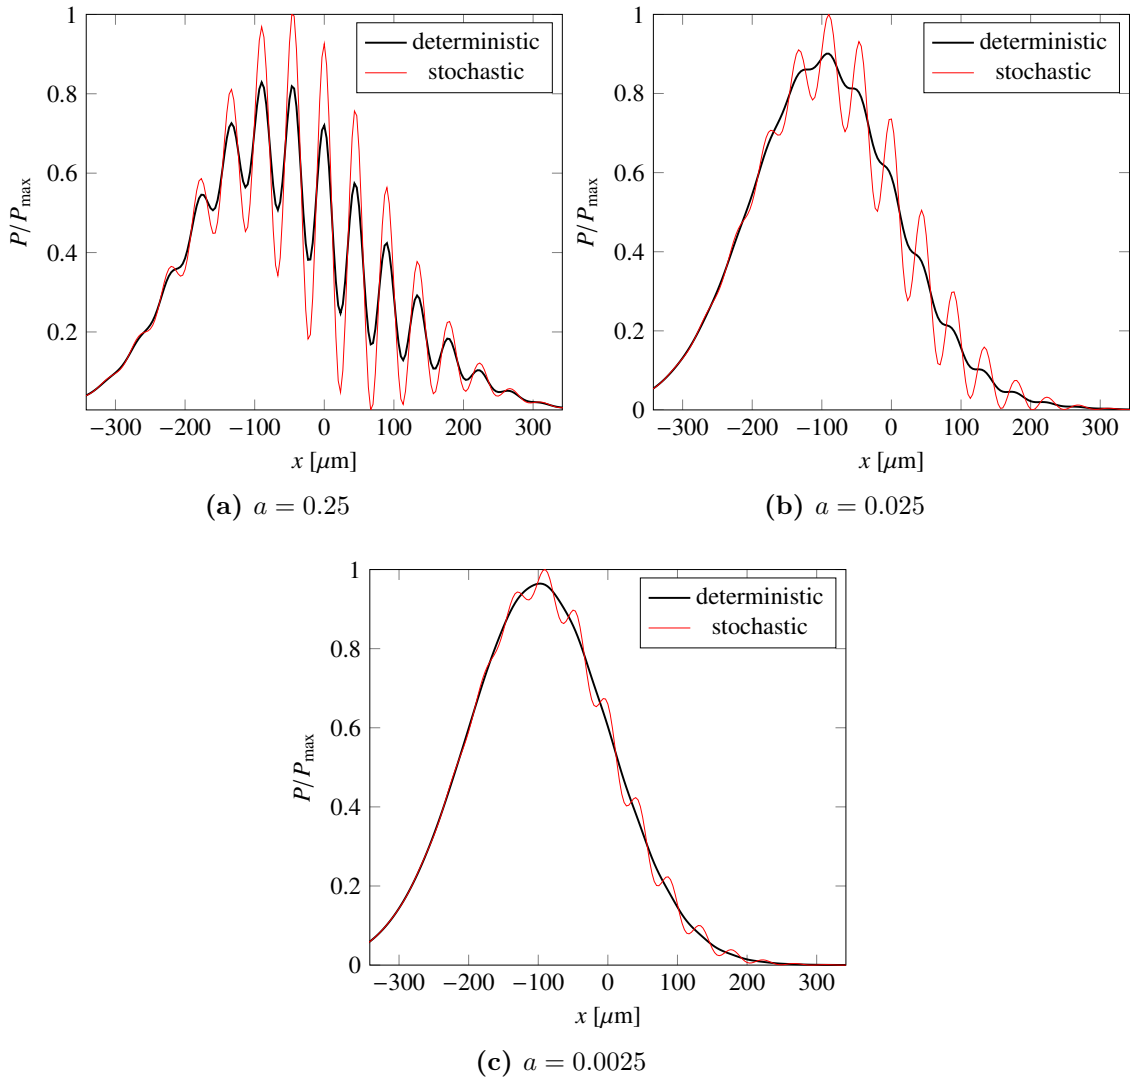 1
0.8
0.6
0.4
0.2
P/Pmax
deterministic
stochastic
−300 −200 −100 0 100 200 300
x [μm]
(a) a = 0.25
1
0.8
0.6
0.4
0.2
0
P/Pmax
deterministic
stochastic
−300 −200 −100 0 100 200 300
x [μm]
(b) a = 0.025
1
0.8
0.6
0.4
0.2
0
P/Pmax
deterministic
stochastic
−300 −200 −100 0 100 200 300
x [μm]
(c) a = 0.0025